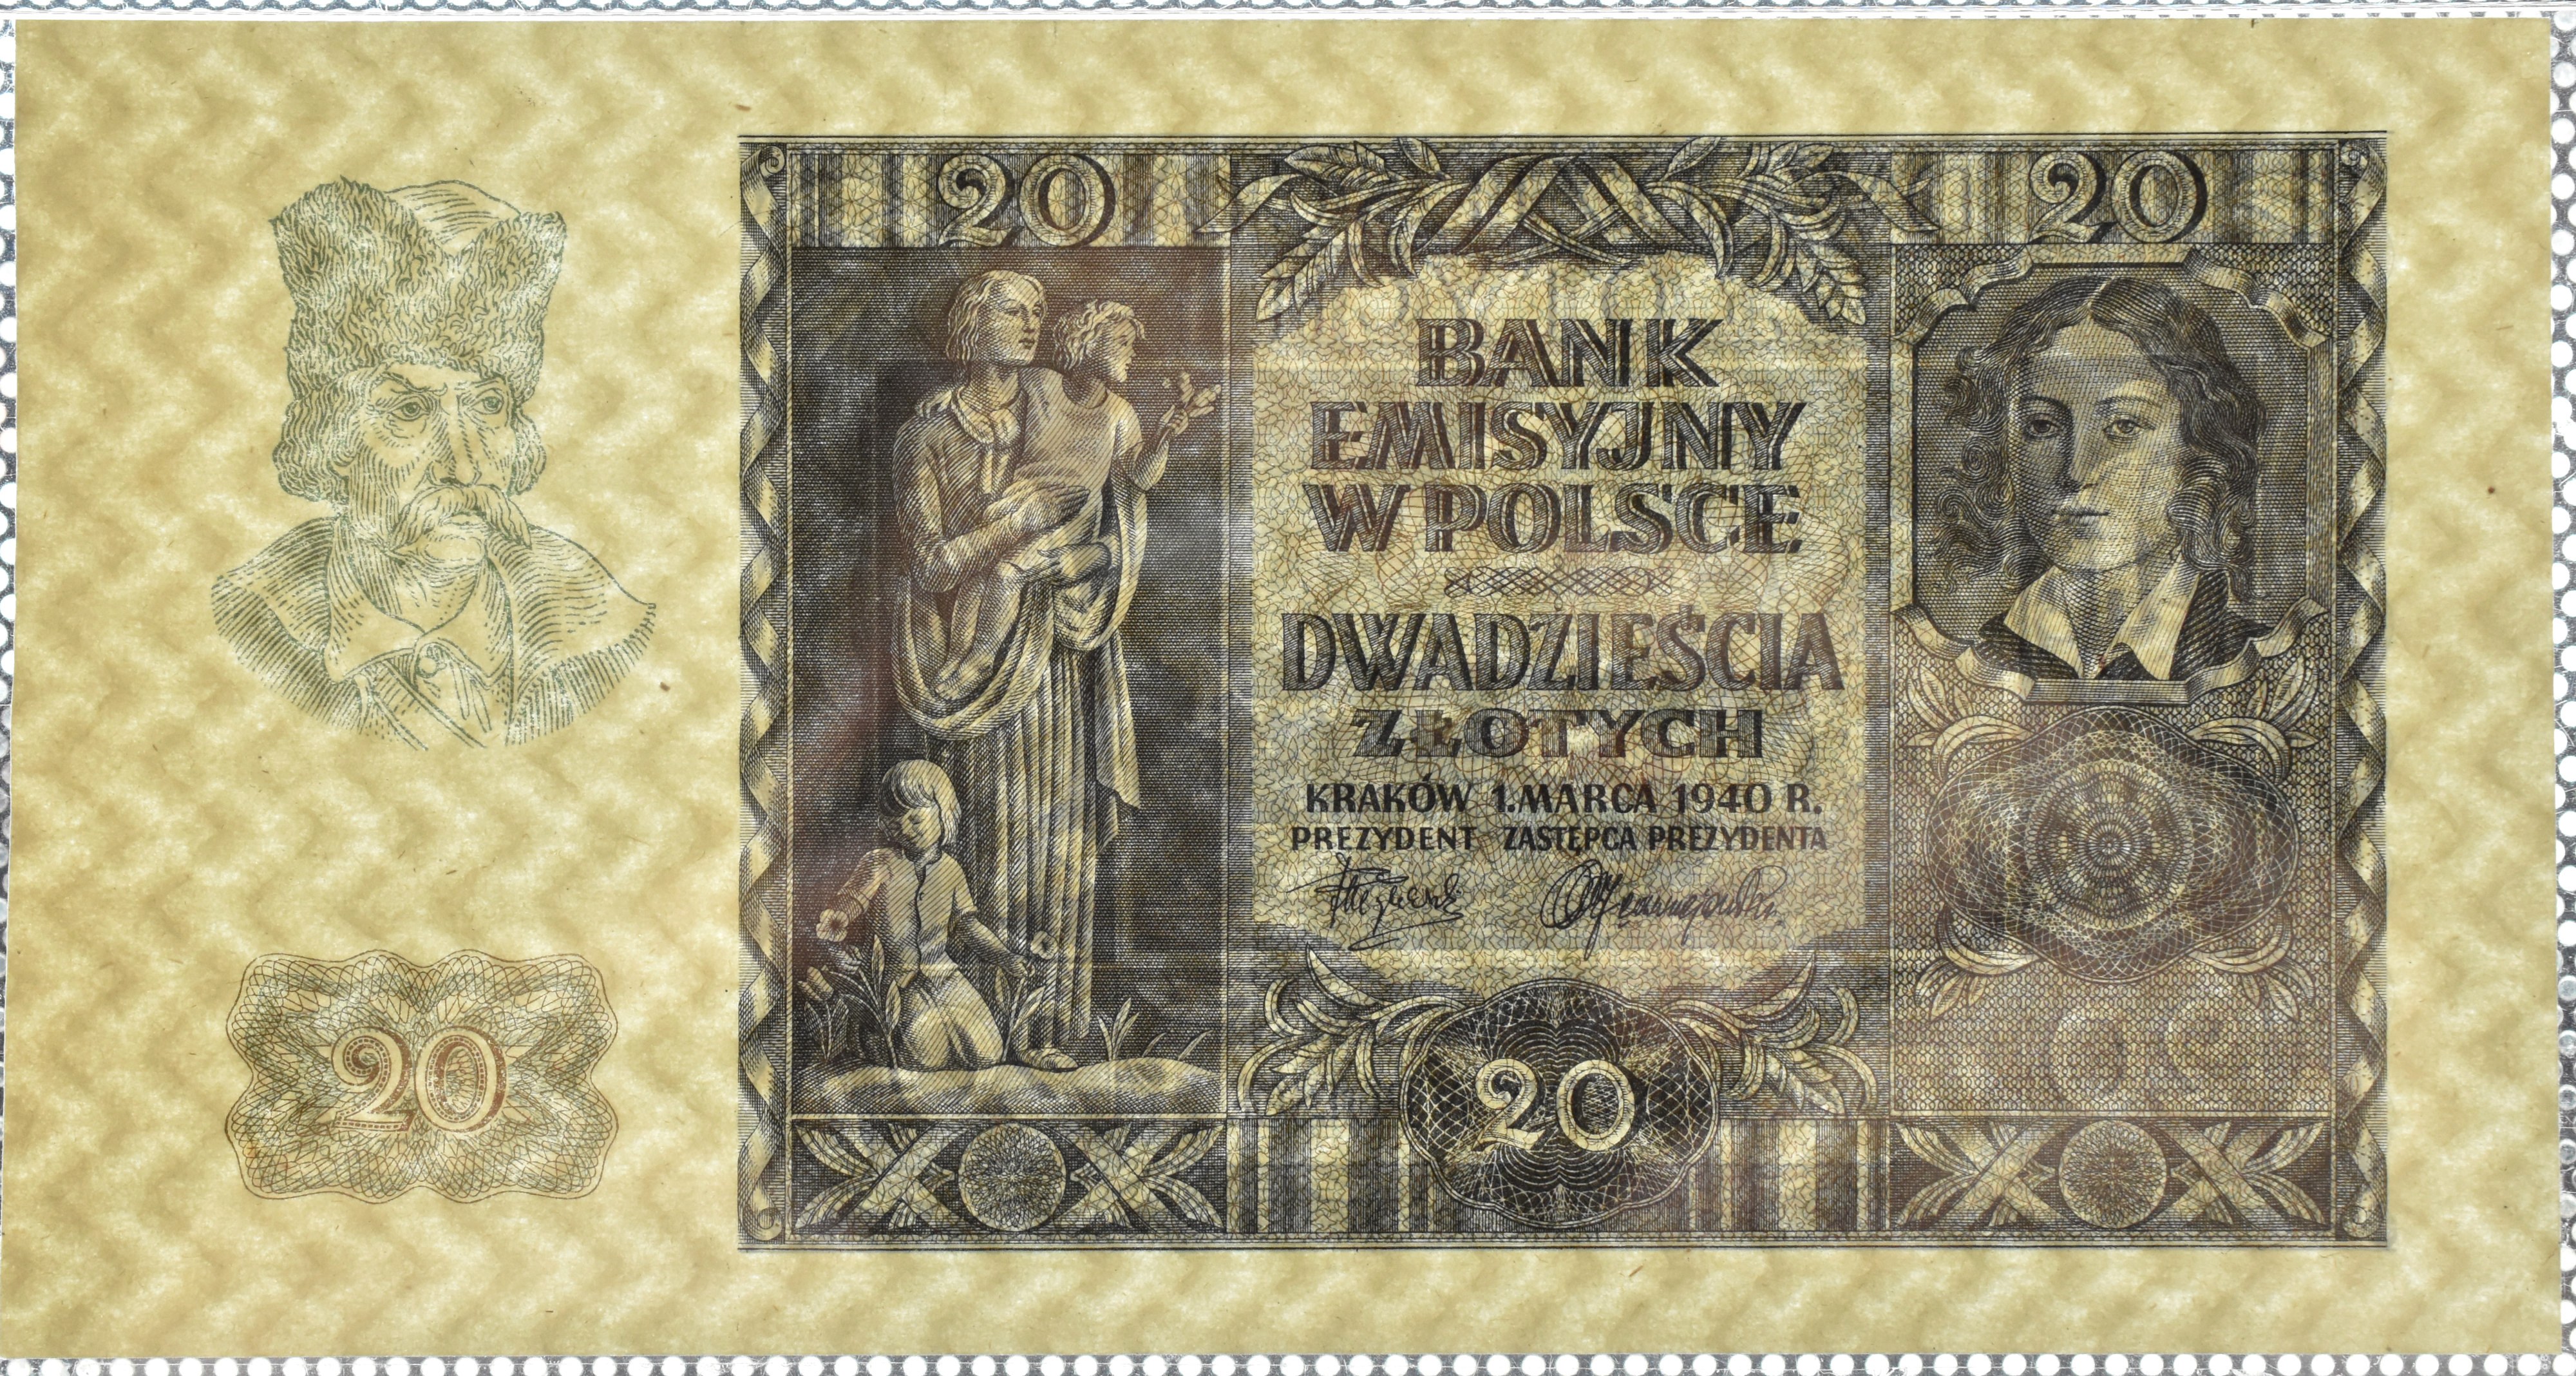 20
20
BANK
EMISYJNY
W POLSCE
DWADZIEŚCIA
ZŁOTYCH
KRAKÓW 1. MARCA 1940 R.
PREZYDENT ZASTĘPCA PREZYDENTA
20
20